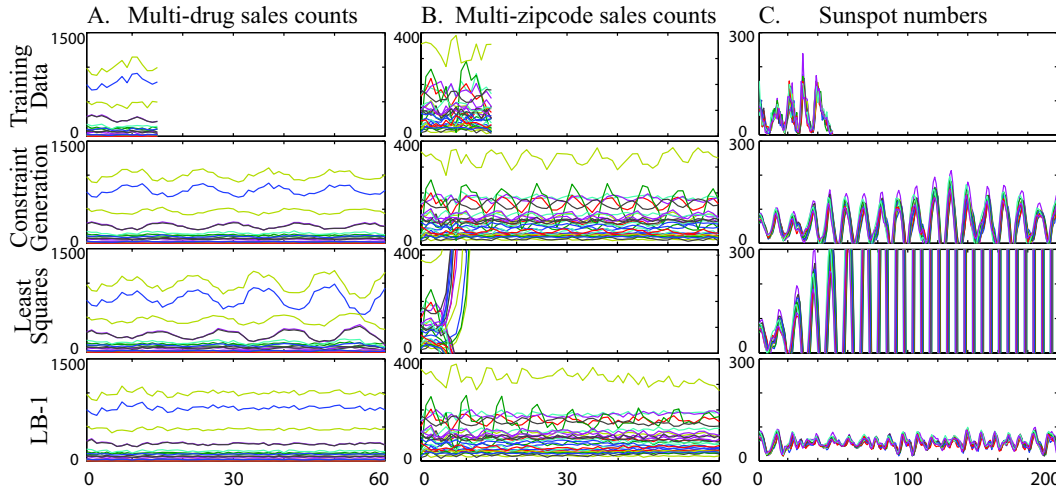 A. Multi-drug sales counts
B. Multi-zipcode sales counts
C. Sunspot numbers
Training
Data
1500
0
400
0
300
0
Constraint
Generation
1500
0
400
0
300
0
Least
Squares
1500
0
400
0
300
0
LB-1
1500
0
400
0
300
0
0 30 60
0 30 60
0 100 200